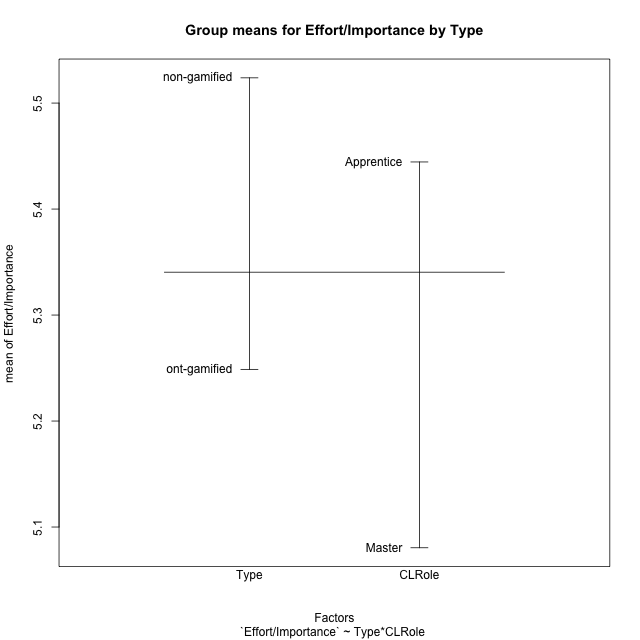 Group means for Effort/Importance by Type
non-gamified
Apprentice
ont-gamified
Master
5.5
5.4
5.3
5.2
5.1
mean of Effort/Importance
Type
CLRole
Factors
`Effort/Importance` ~ Type*CLRole